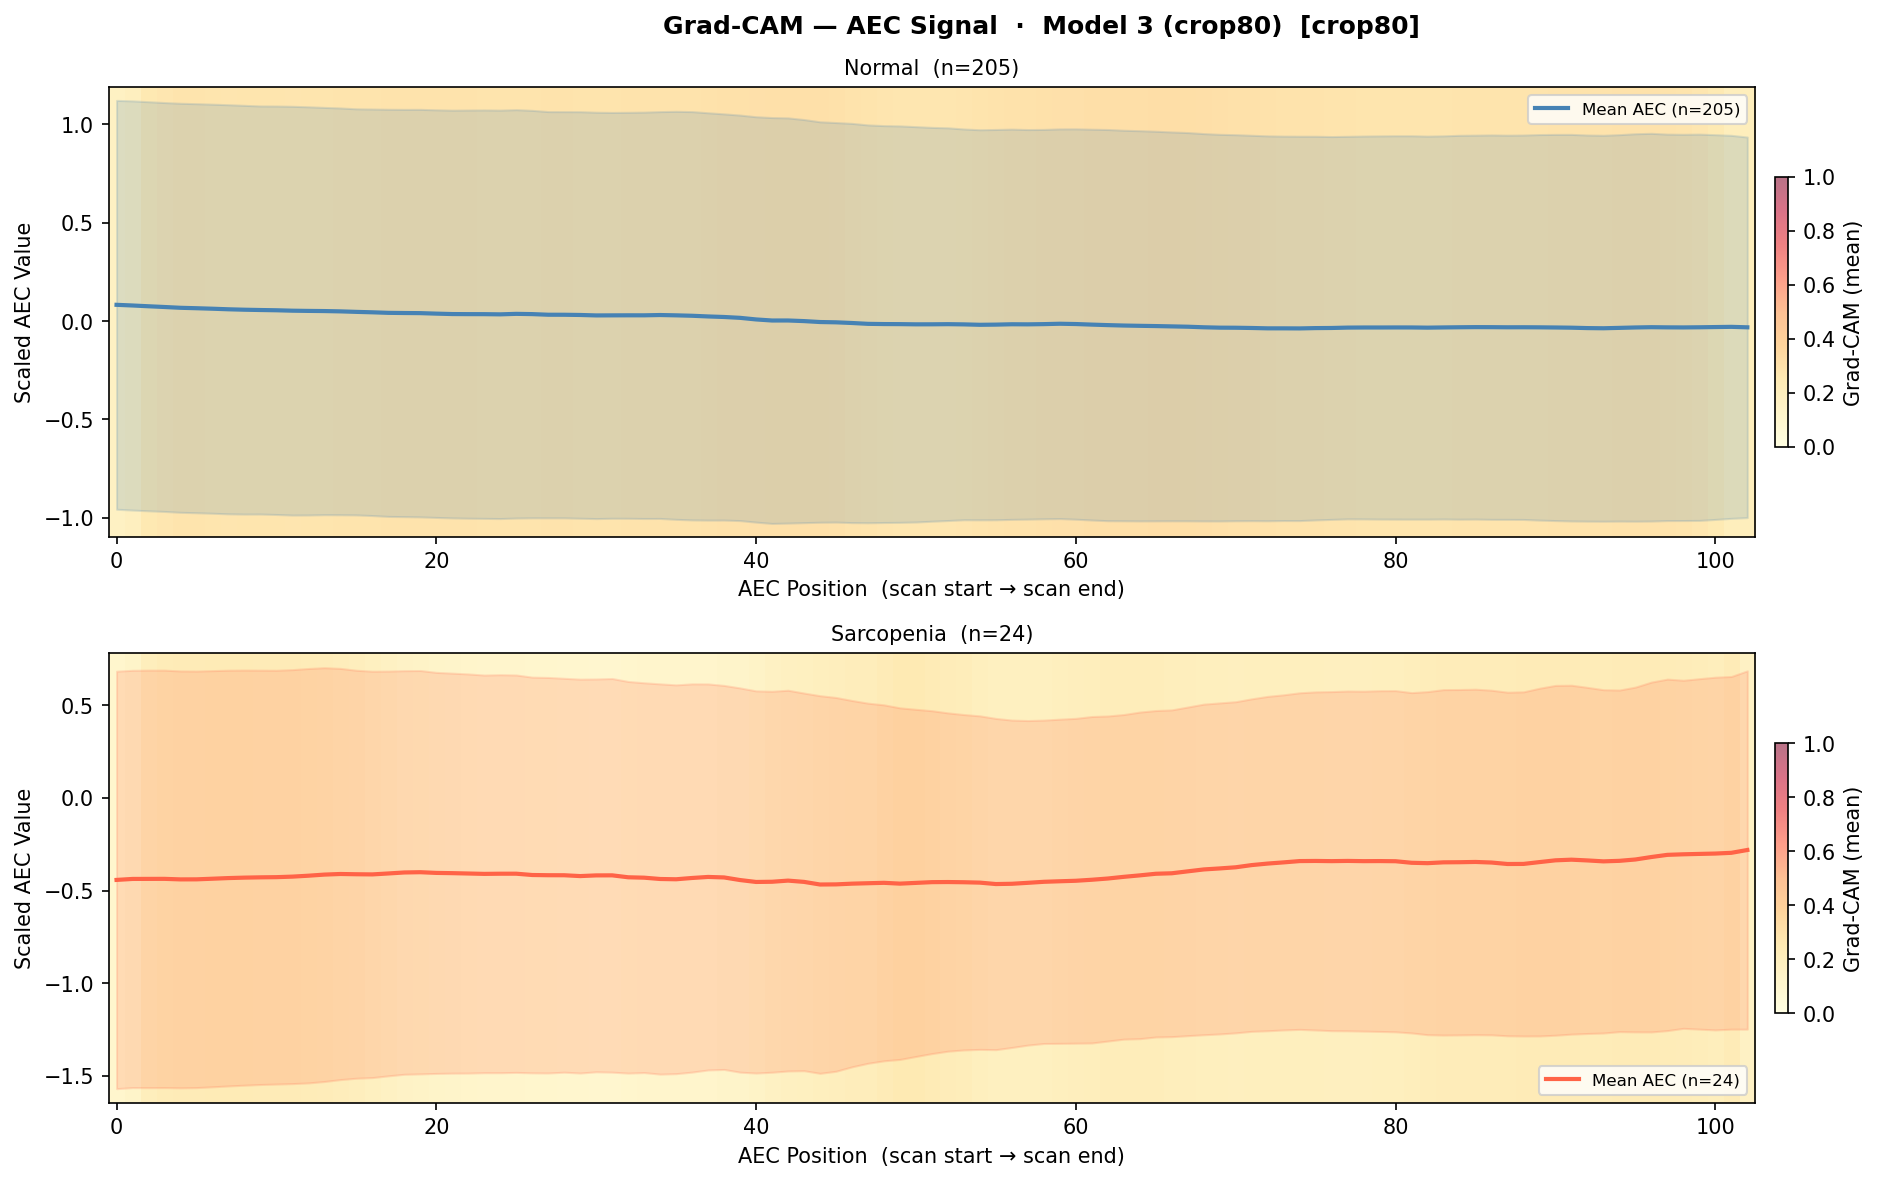 Grad-CAM — AEC Signal · Model 3 (crop80) [crop80]
Normal (n=205)
Mean AEC (n=205)
Scaled AEC Value
1.0
0.5
0.0
−0.5
−1.0
0 20 40 60 80 100
AEC Position (scan start → scan end)
1.0
0.8
0.6
0.4
0.2
0.0
Grad-CAM (mean)
Sarcopenia (n=24)
Scaled AEC Value
0.5
0.0
−0.5
−1.0
−1.5
Mean AEC (n=24)
0 20 40 60 80 100
AEC Position (scan start → scan end)
1.0
0.8
0.6
0.4
0.2
0.0
Grad-CAM (mean)